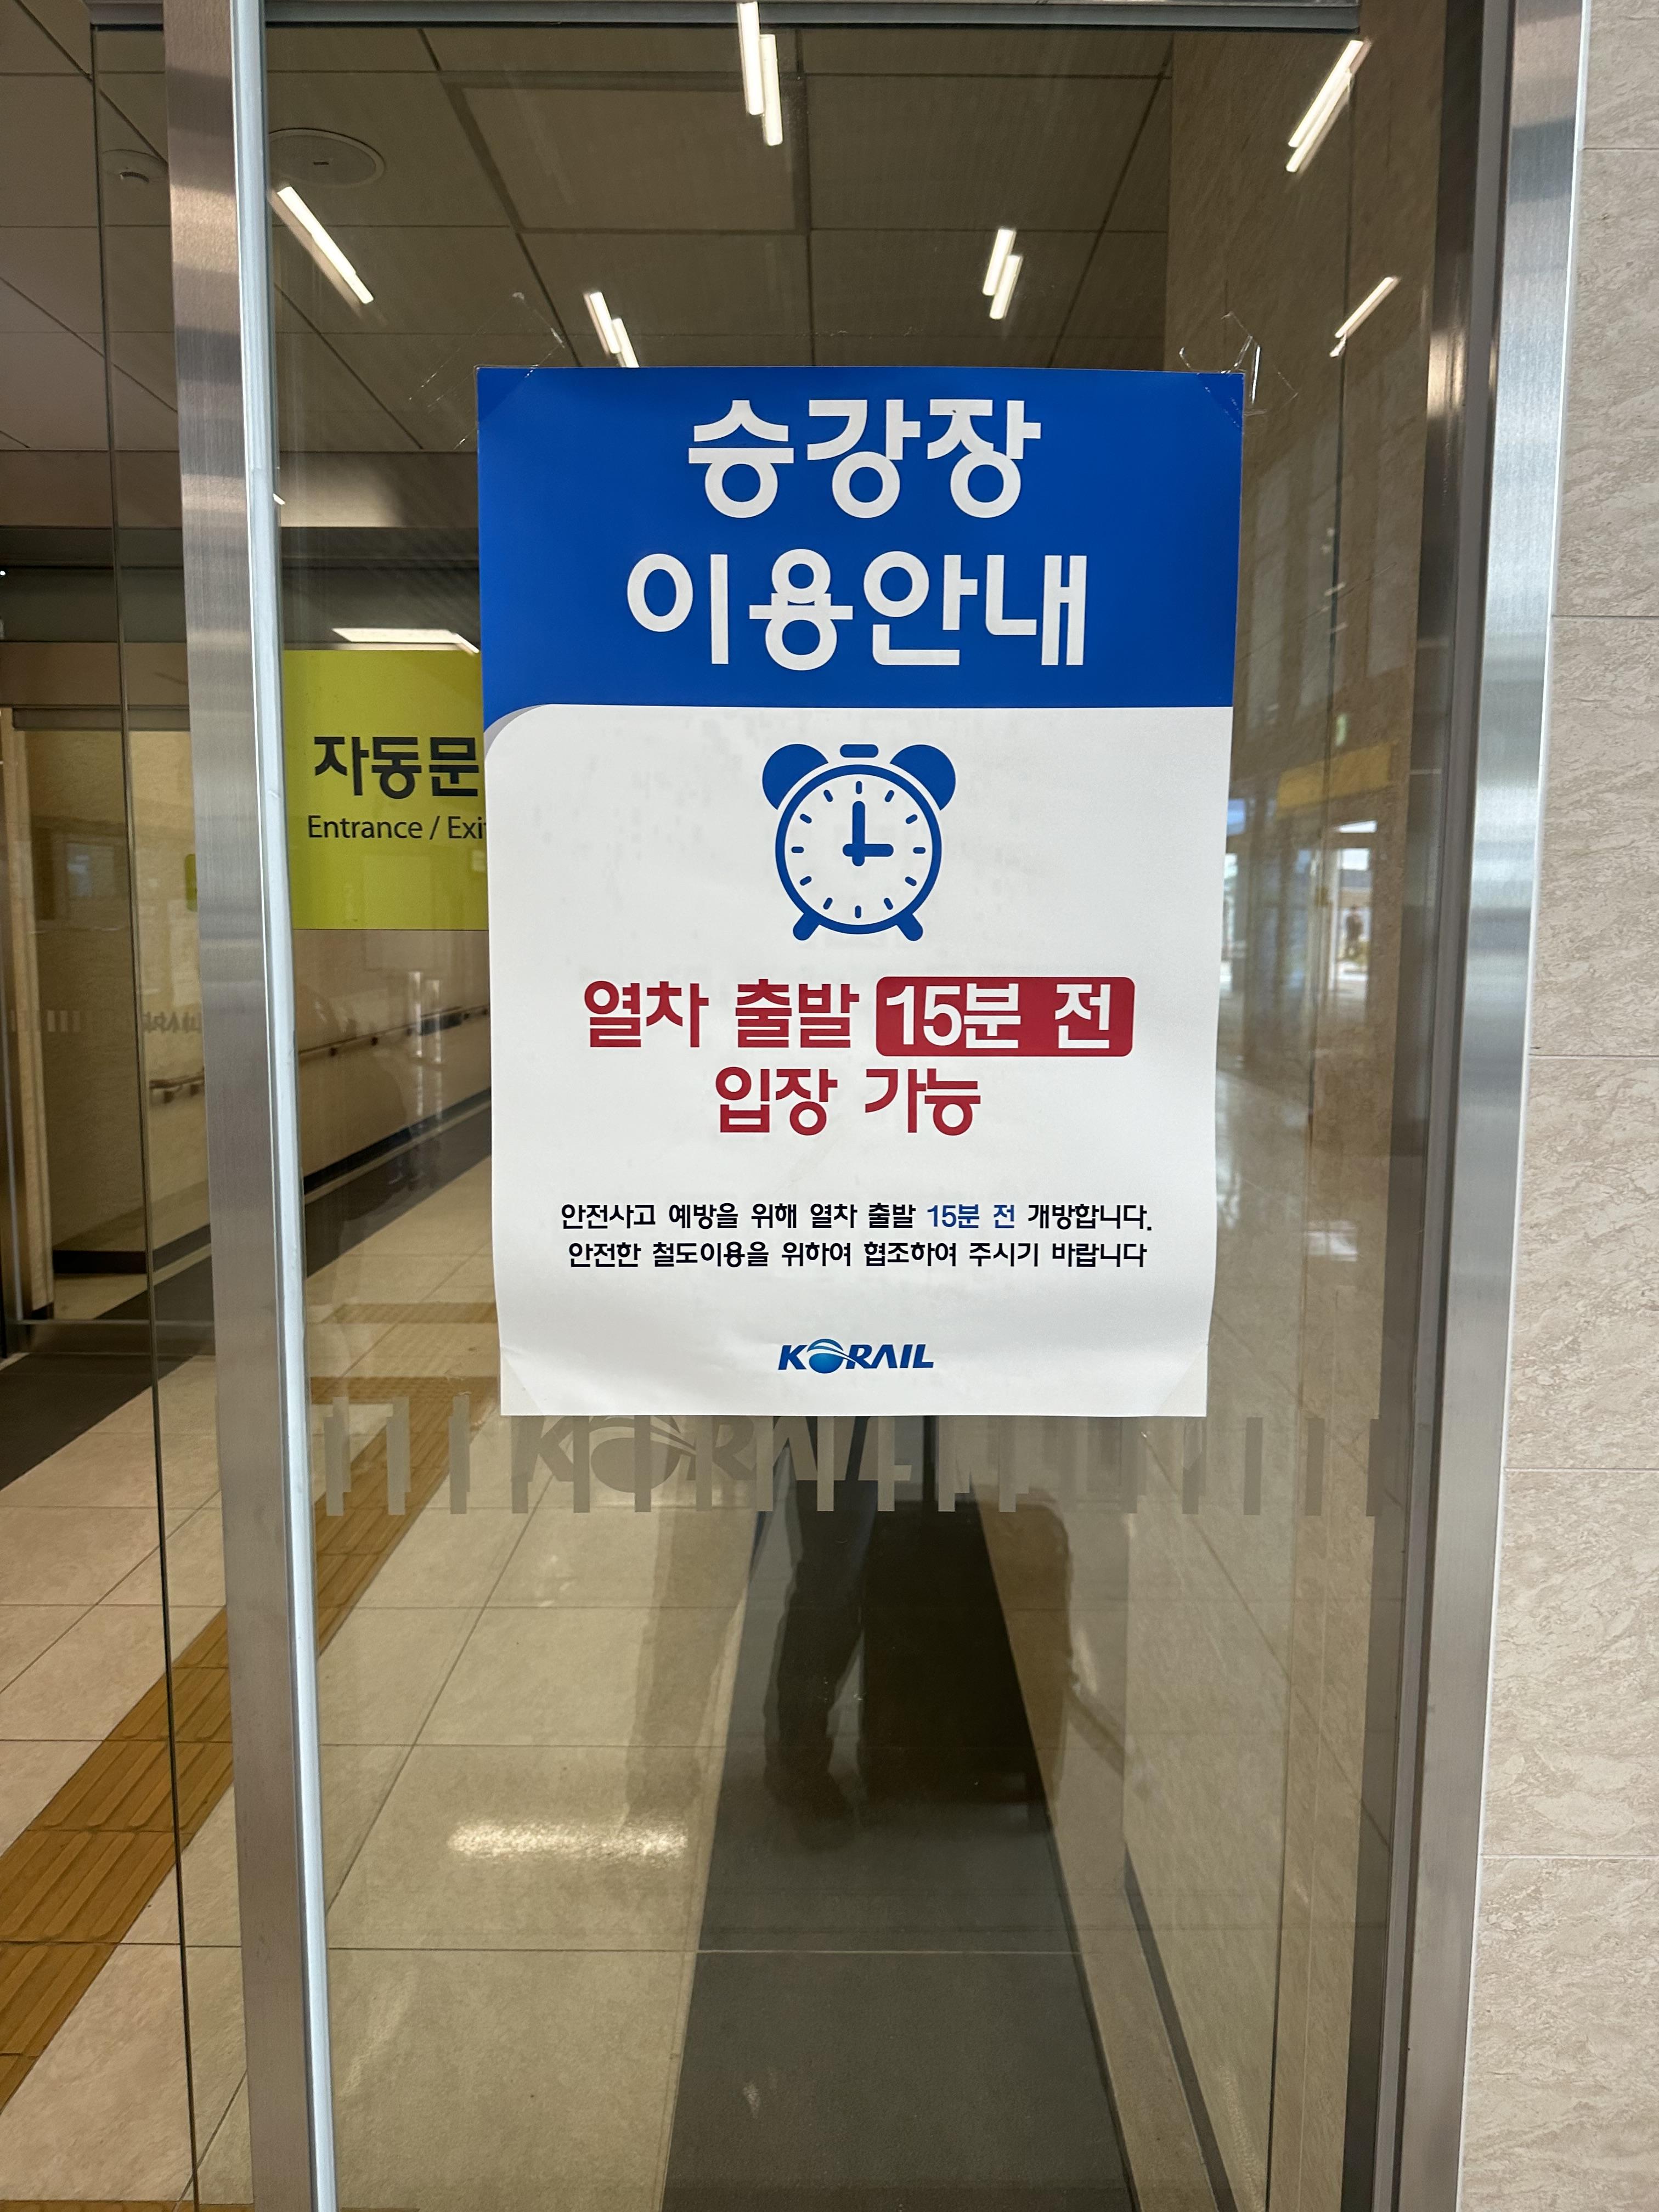 승강장
이용안내
자동문
Entrance / Exit
열차 출발 15분 전
입장 가능
안전사고 예방을 위해 열차 출발 15분 전 개방합니다.
안전한 철도이용을 위하여 협조하여 주시기 바랍니다
KORAIL
KORAIL